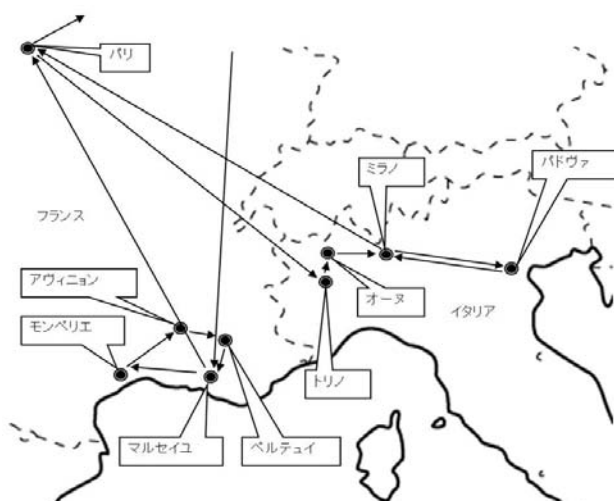 パリ
ミラノ
パドヴァ
フランス
アヴィニョン
オーヌ
イタリア
モンペリエ
トリノ
マルセイユ
ペルテュイ